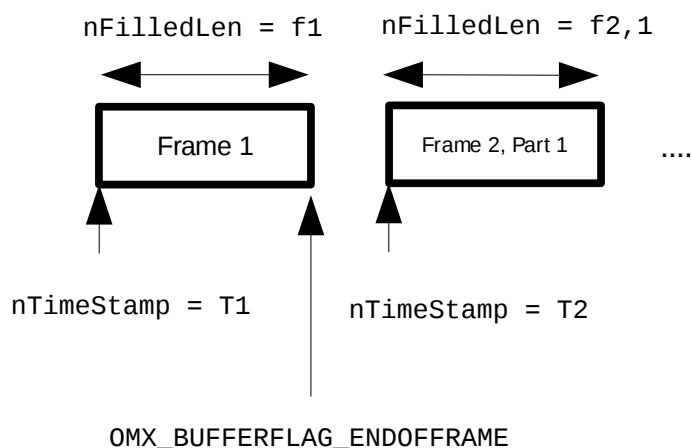 nFilledLen = f1
nFilledLen = f2,1
Frame 1
Frame 2, Part 1
....
nTimeStamp = T1
nTimeStamp = T2
OMX_BUFFERFLAG_ENDOFFRAME